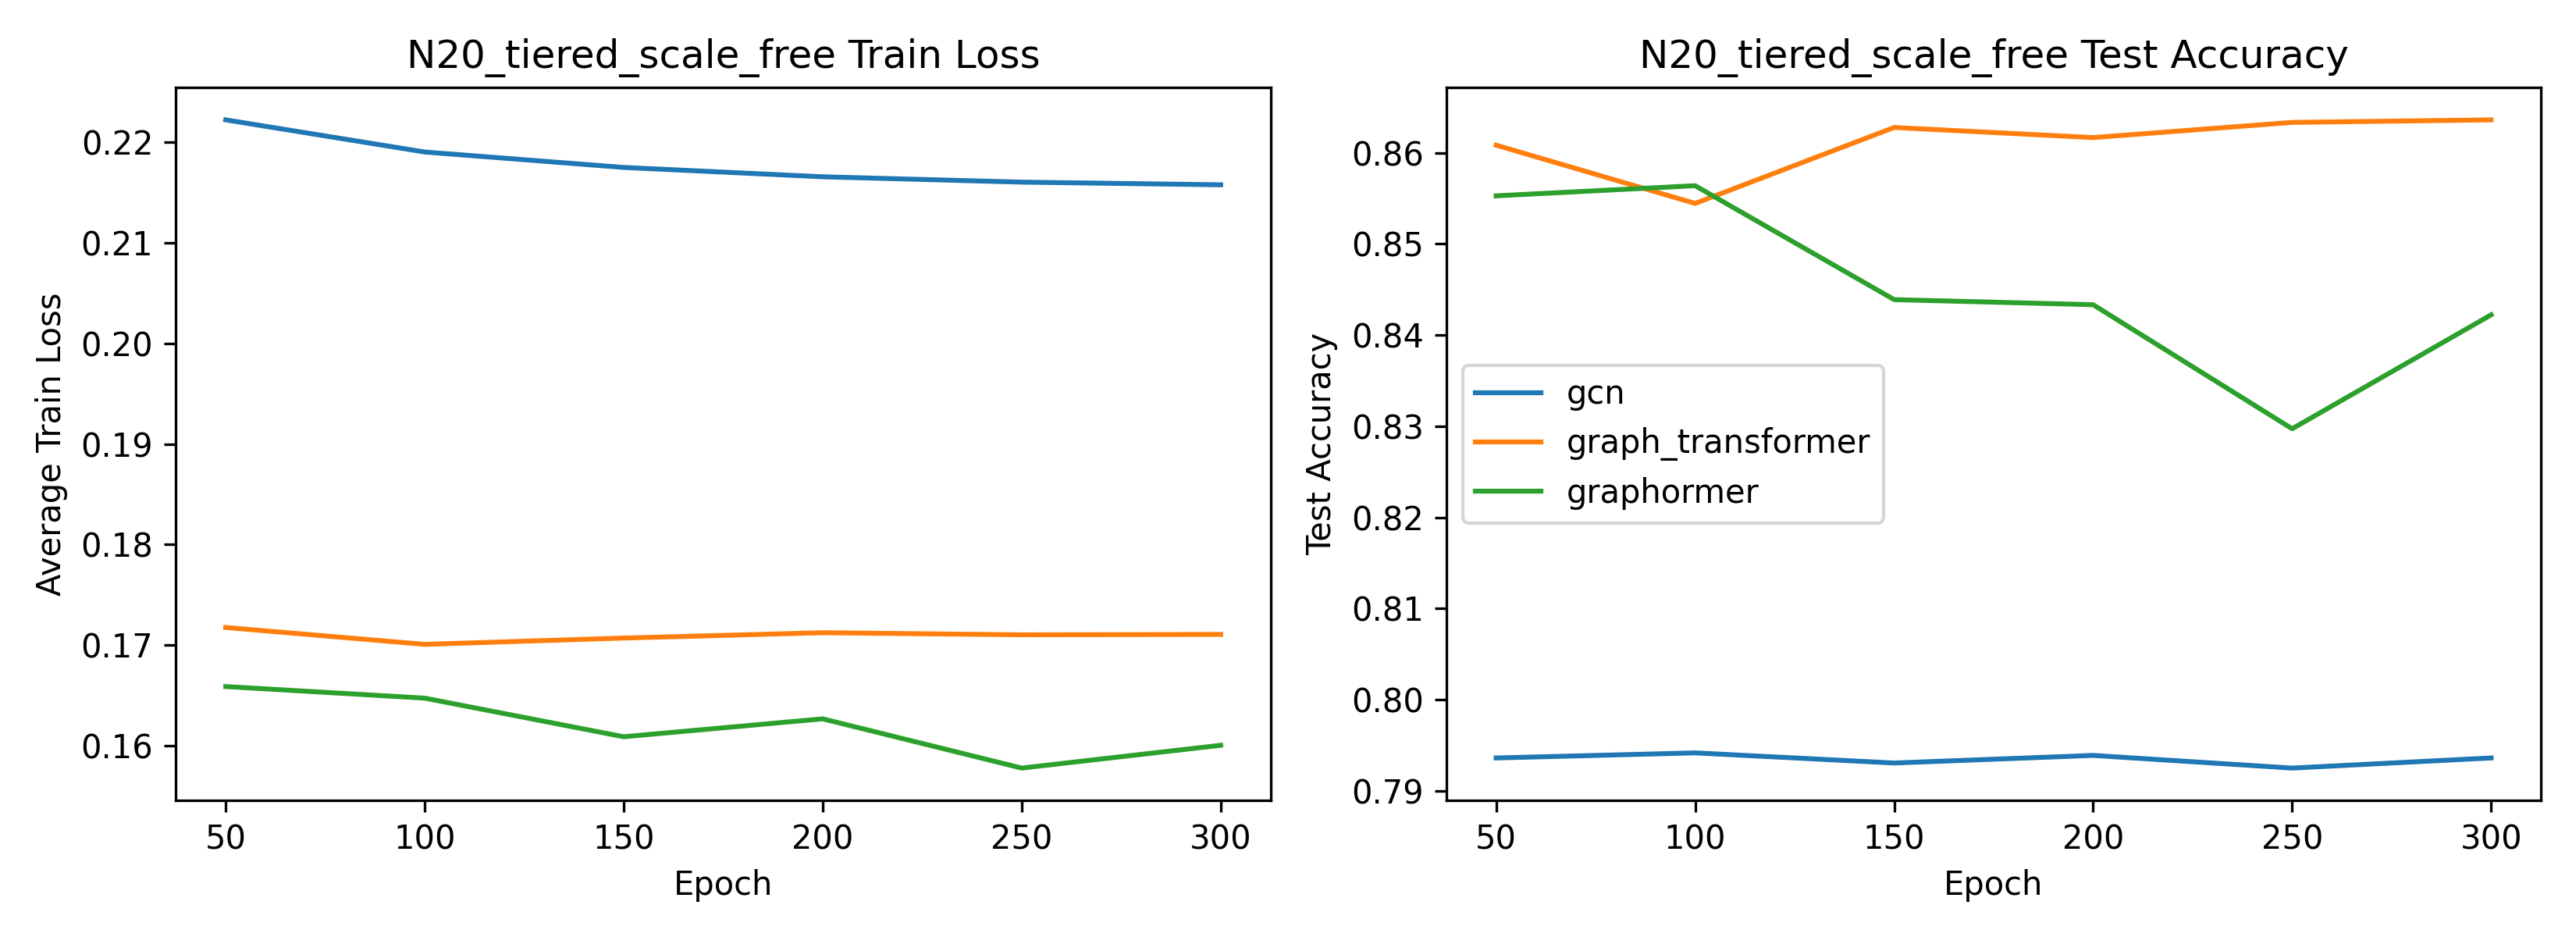 N20_tiered_scale_free Train Loss
Average Train Loss
0.22
0.21
0.20
0.19
0.18
0.17
0.16
50 100 150 200 250 300
Epoch
N20_tiered_scale_free Test Accuracy
Test Accuracy
0.86
0.85
0.84
0.83
0.82
0.81
0.80
0.79
gcn
graph_transformer
graphormer
50 100 150 200 250 300
Epoch